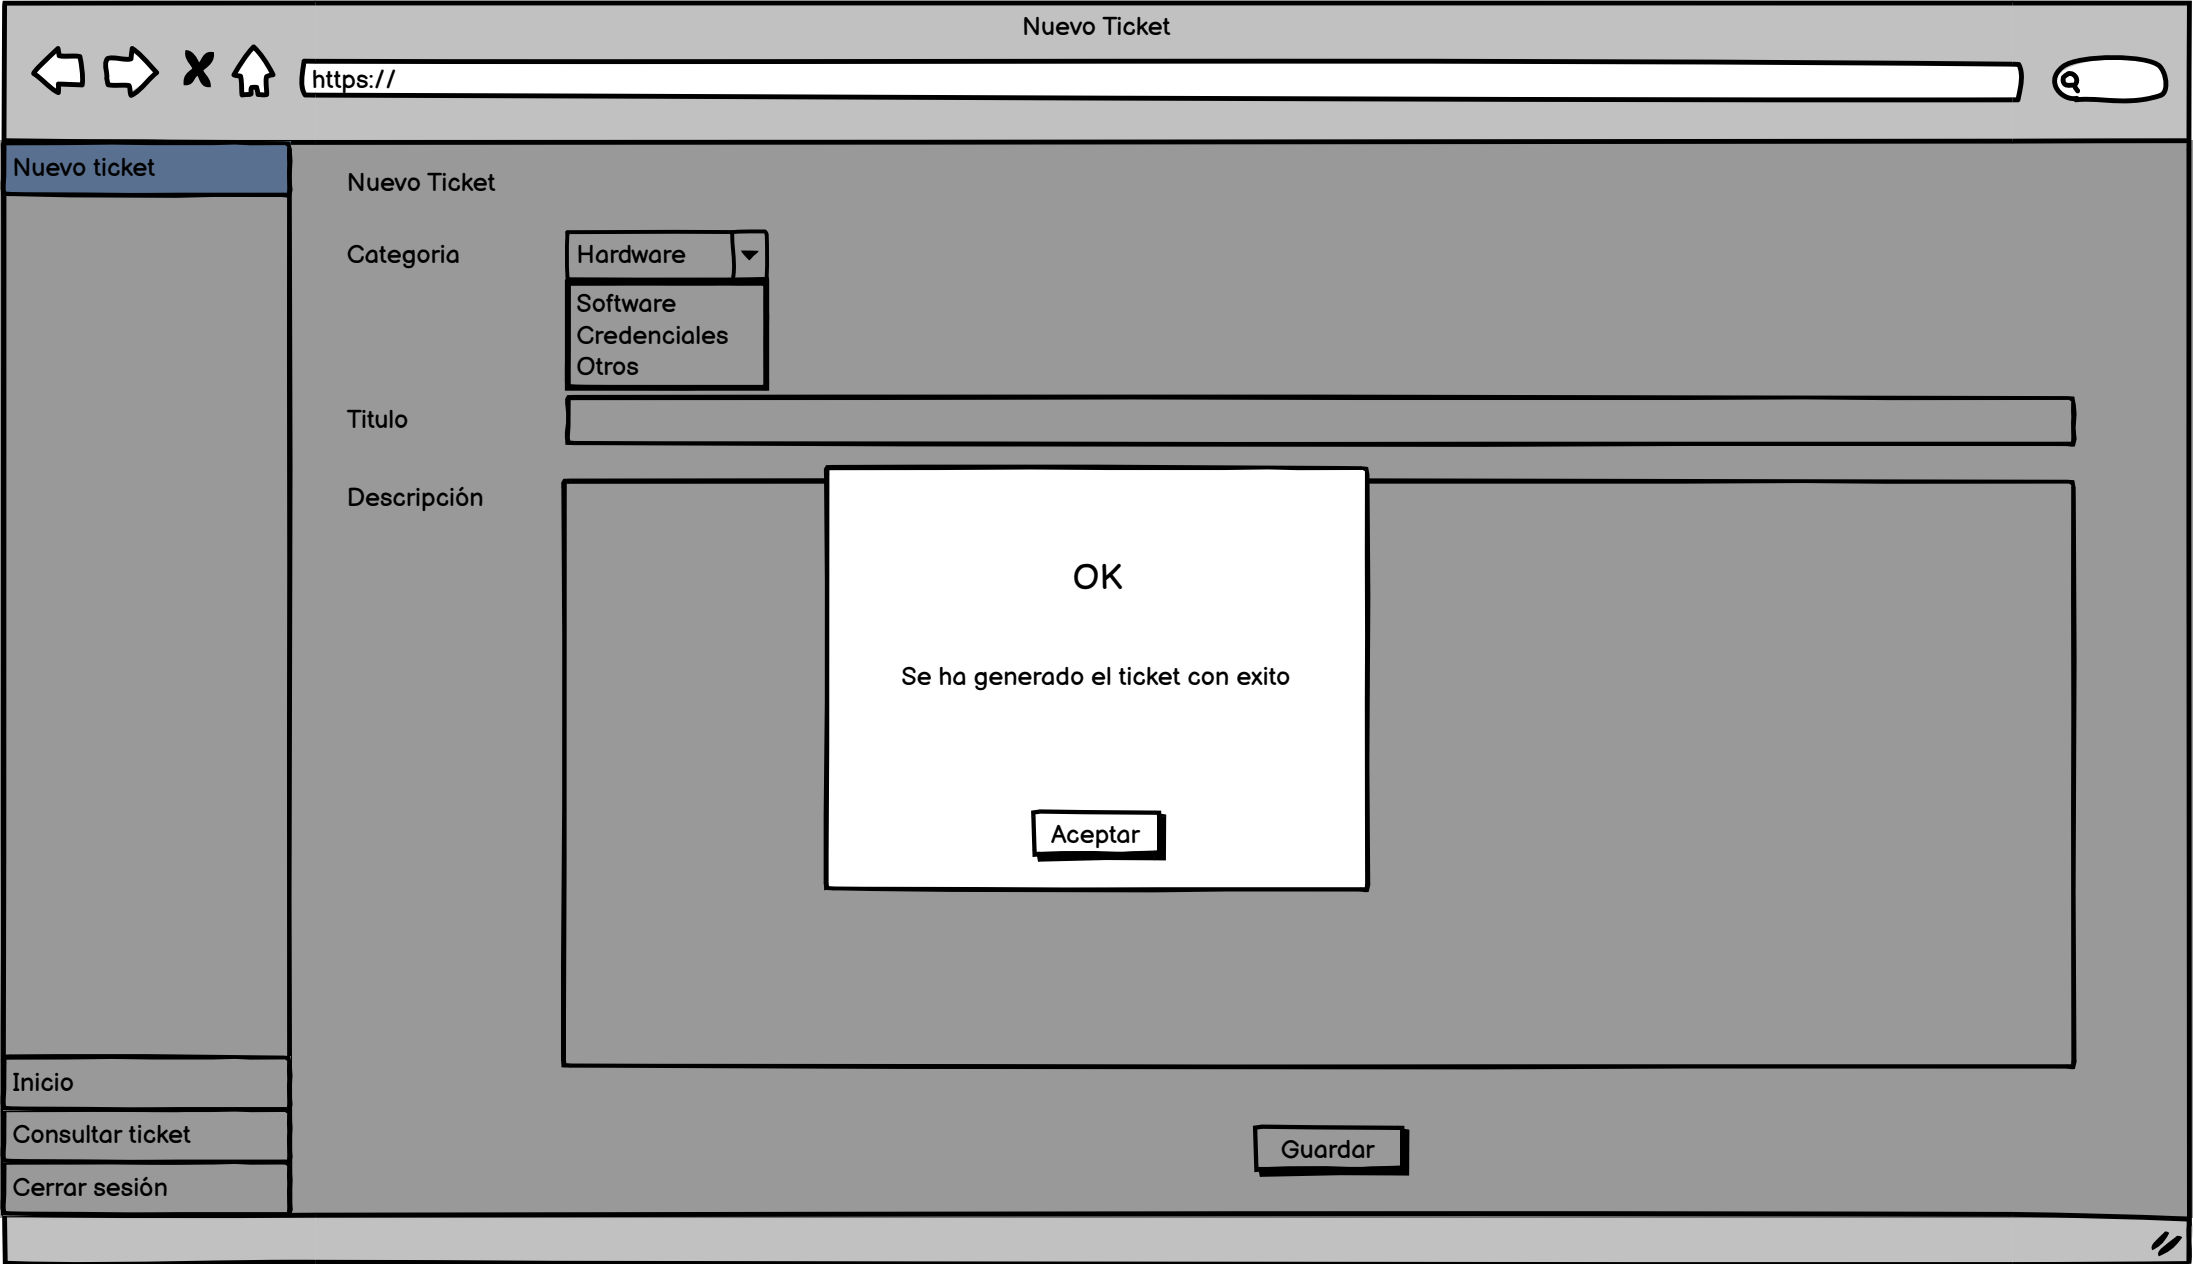 Nuevo Ticket
https://
Nuevo ticket
Nuevo Ticket
Categoria
Hardware
Software
Credenciales
Otros
Titulo
Descripción
OK
Se ha generado el ticket con exito
Aceptar
Inicio
Consultar ticket
Cerrar sesión
Guardar